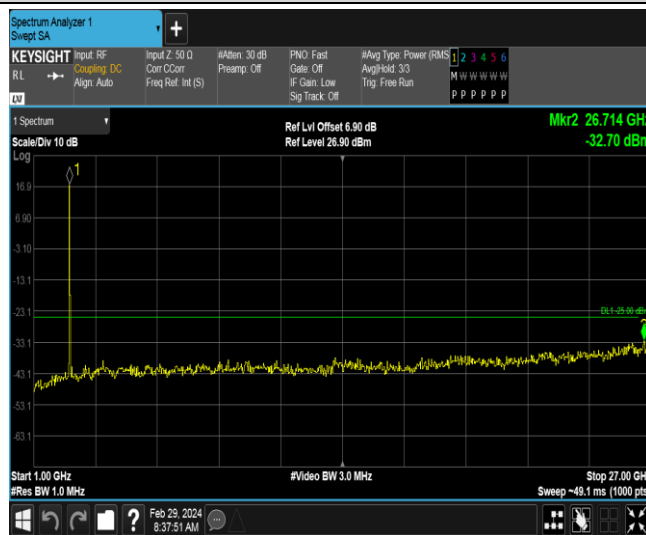 Spectrum Analyzer 1
Swept SA
KEYSIGHT
RL
LXI
Input: RF
Coupling: DC
Align: Auto
Input Z: 50 Ω
Corr CCorr
Freq Ref: Int (S)
#Atten: 30 dB
Preamp: Off
PNO: Fast
Gate: Off
IF Gain: Low
Sig Track: Off
#Avg Type: Power (RMS
Avg|Hold: 3/3
Trig: Free Run
1 2 3 4 5 6
M W W W W W
P P P P P P
1 Spectrum
Scale/Div 10 dB
Log
Ref Lvl Offset 6.90 dB
Ref Level 26.90 dBm
Mkr2 26.714 GHz
-32.70 dBm
1
16.9
6.90
-3.10
-13.1
-23.1
-33.1
-43.1
-53.1
-63.1
DL1 -25.00 dBm
Start 1.00 GHz
#Res BW 1.0 MHz
#Video BW 3.0 MHz
Stop 27.00 GH
Sweep ~49.1 ms (1000 pts
Feb 29, 2024
8:37:51 AM